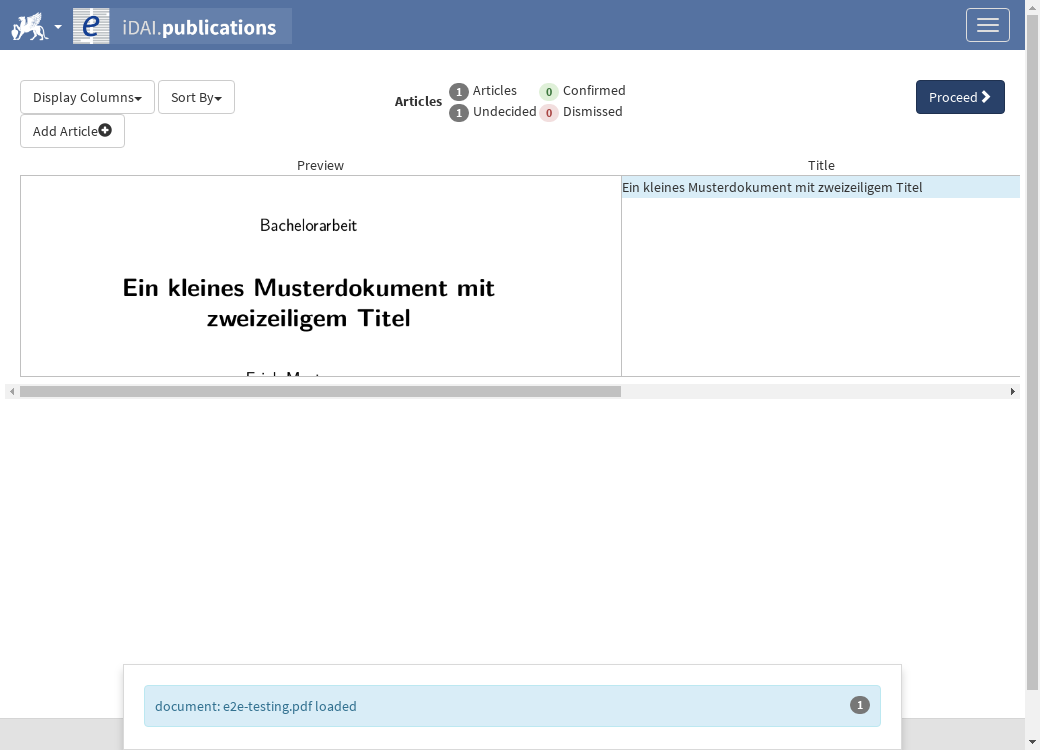 e iDAI.publications
Display Columns Sort By
Add Article
Articles 1 Articles 0 Confirmed
1 Undecided 0 Dismissed
Proceed
Preview Title
Bachelorarbeit
Ein kleines Musterdokument mit
zweizeiligem Titel
Ein kleines Musterdokument mit zweizeiligem Titel
document: e2e-testing.pdf loaded 1